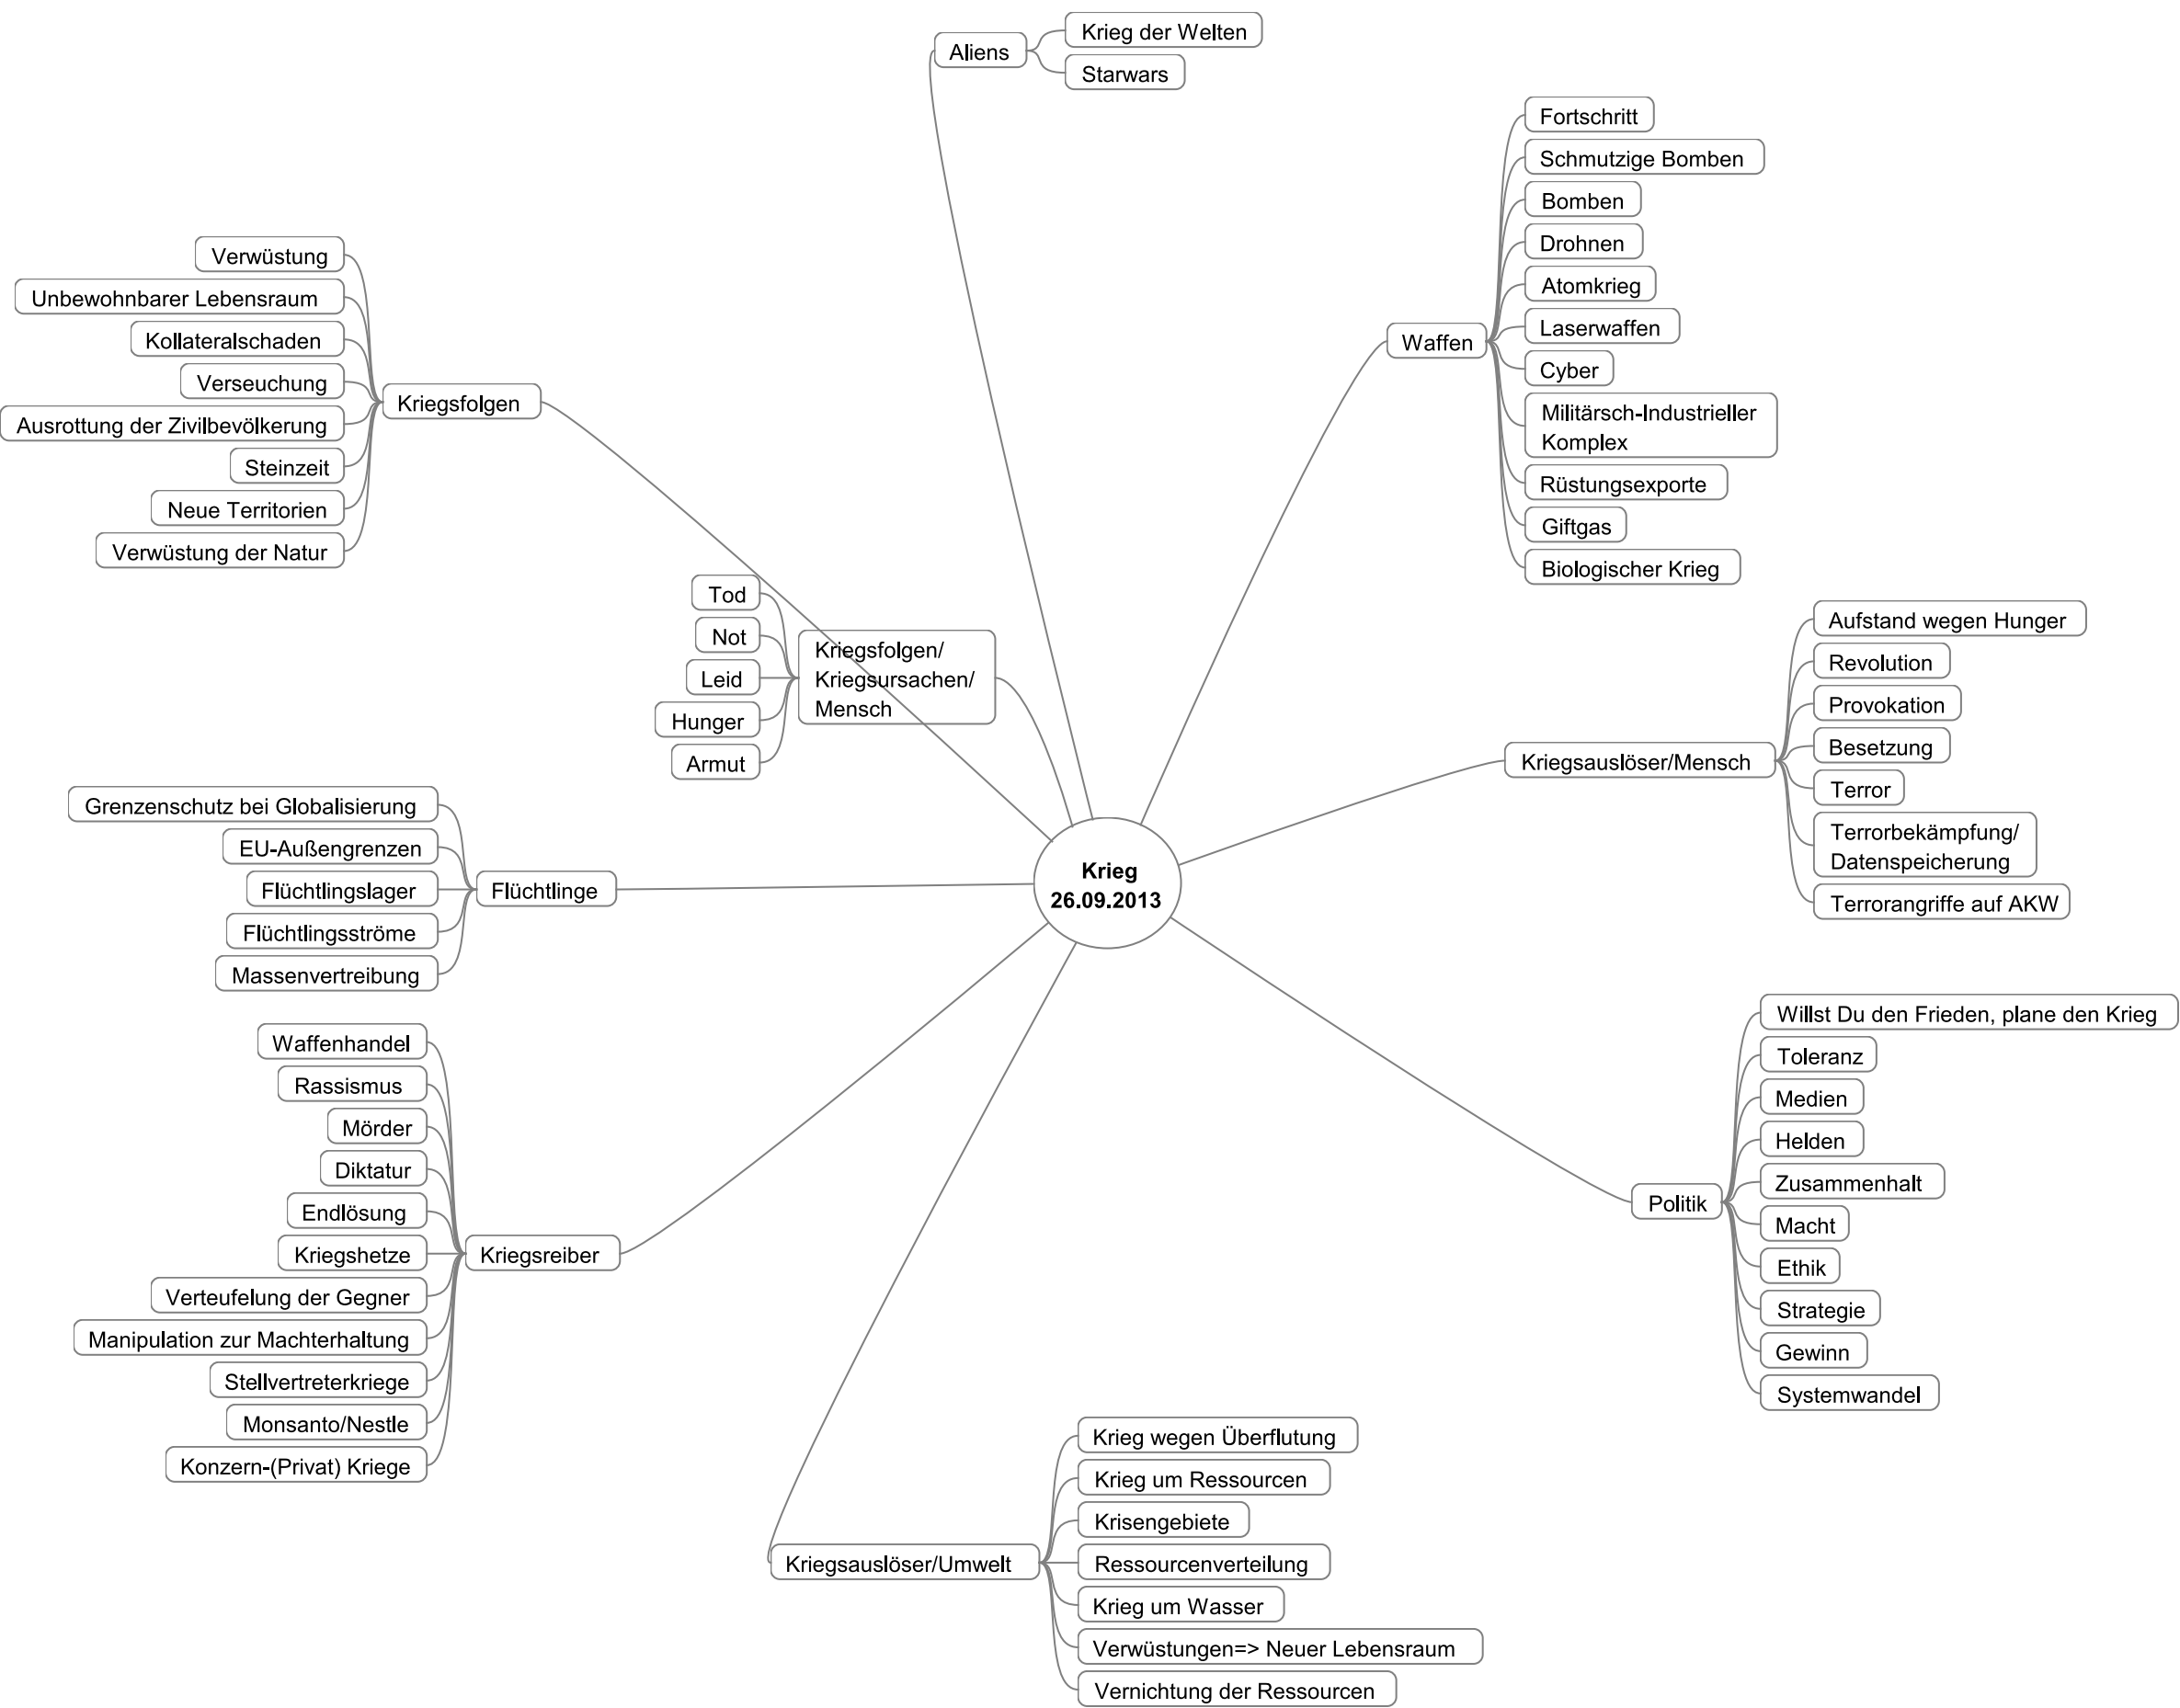 Krieg der Welten
Aliens
Starwars
Fortschritt
Schmutzige Bomben
Bomben
Drohnen
Atomkrieg
Waffen
Laserwaffen
Cyber
Militärsch-Industrieller
Komplex
Rüstungsexporte
Giftgas
Biologischer Krieg
Verwüstung
Unbewohnbarer Lebensraum
Kollateralschaden
Verseuchung
Kriegsfolgen
Ausrottung der Zivilbevölkerung
Steinzeit
Neue Territorien
Verwüstung der Natur
Tod
Not
Leid
Hunger
Armut
Kriegsfolgen/
Kriegsursachen/
Mensch
Aufstand wegen Hunger
Revolution
Provokation
Besetzung
Kriegsauslöser/Mensch
Terror
Terrorbekämpfung/
Datenspeicherung
Terrorangriffe auf AKW
Grenzenschutz bei Globalisierung
EU-Außengrenzen
Flüchtlingslager
Flüchtlinge
Flüchtlingsströme
Massenvertreibung
Krieg
26.09.2013
Willst Du den Frieden, plane den Krieg
Toleranz
Medien
Helden
Zusammenhalt
Politik
Macht
Ethik
Strategie
Gewinn
Systemwandel
Waffenhandel
Rassismus
Mörder
Diktatur
Endlösung
Kriegshetze
Kriegsreiber
Verteufelung der Gegner
Manipulation zur Machterhaltung
Stellvertreterkriege
Monsanto/Nestle
Konzern-(Privat) Kriege
Krieg wegen Überflutung
Krieg um Ressourcen
Krisengebiete
Kriegsauslöser/Umwelt
Ressourcenverteilung
Krieg um Wasser
Verwüstungen=> Neuer Lebensraum
Vernichtung der Ressourcen